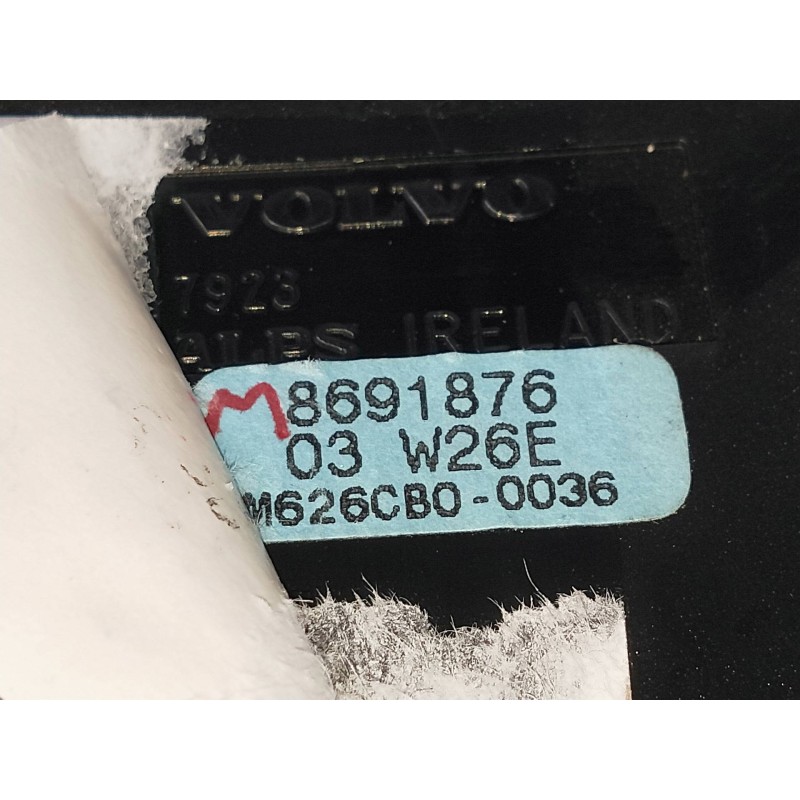 VOLVO
7923
ALPS IRELAND
M 8691876
03 W26E
M626CB0-0036